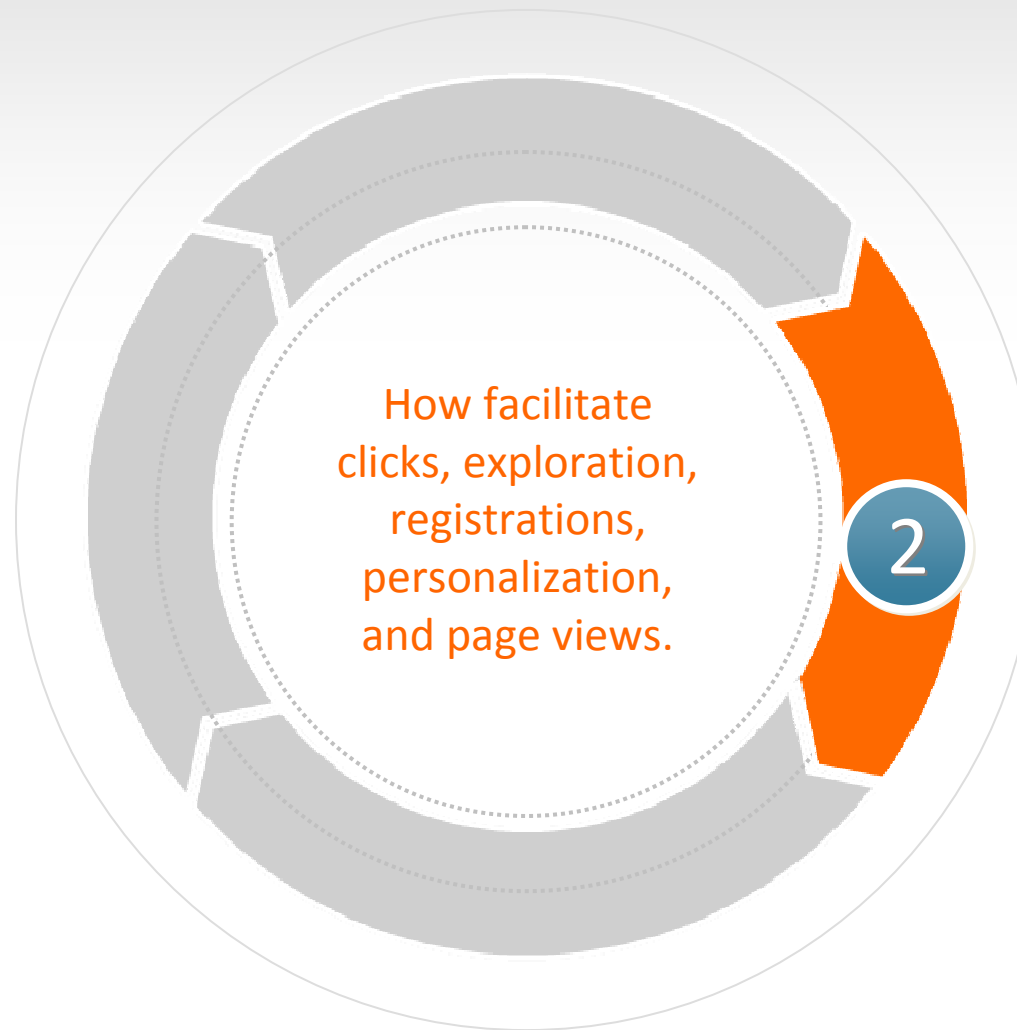 How facilitate
clicks, exploration,
registrations,
personalization,
and page views.
2